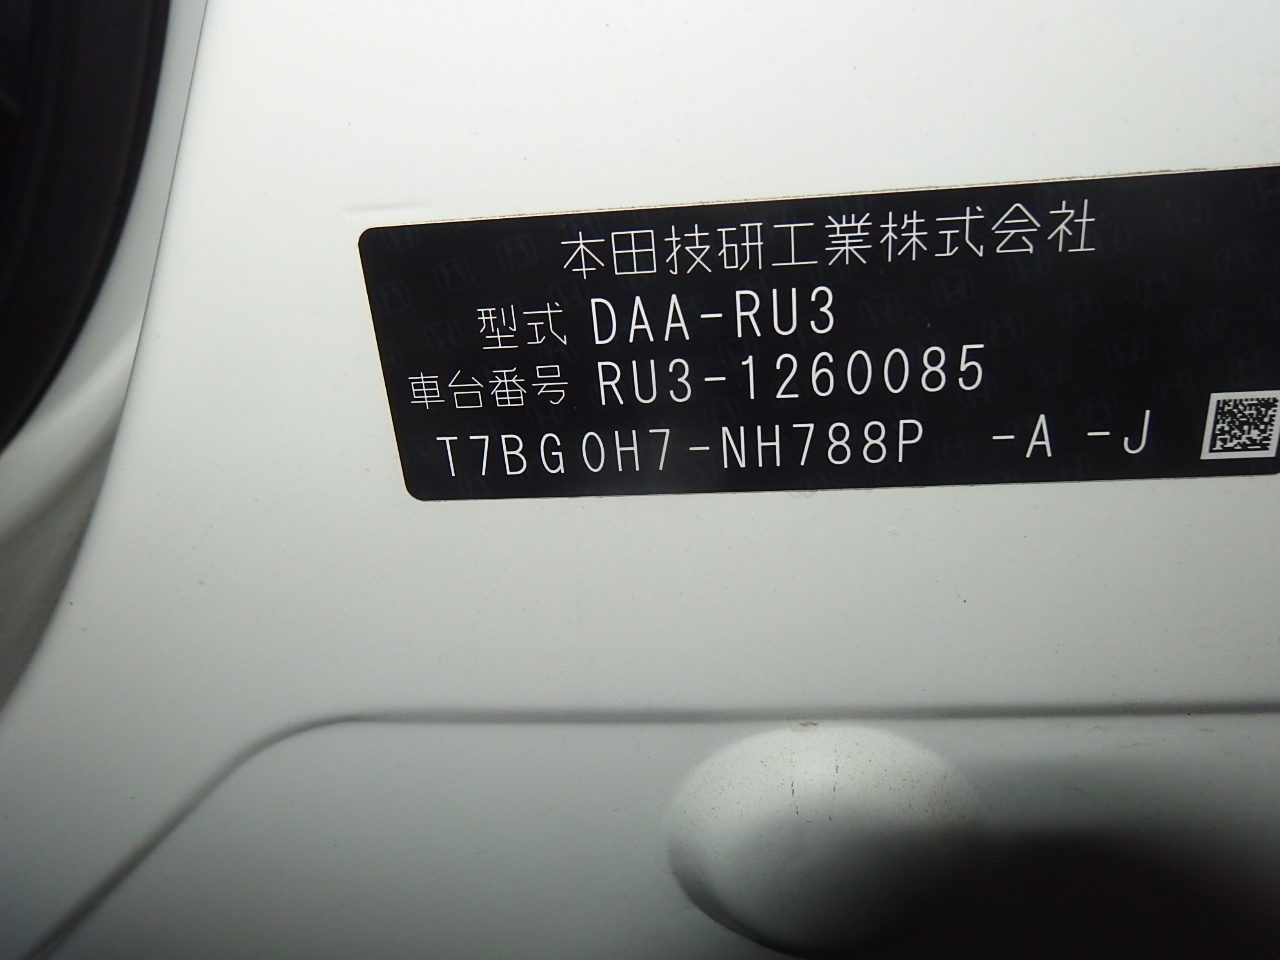 本田技研工業株式会社
型式 DAA-RU3
車台番号 RU3-1260085
T7BG0H7-NH788P -A -J